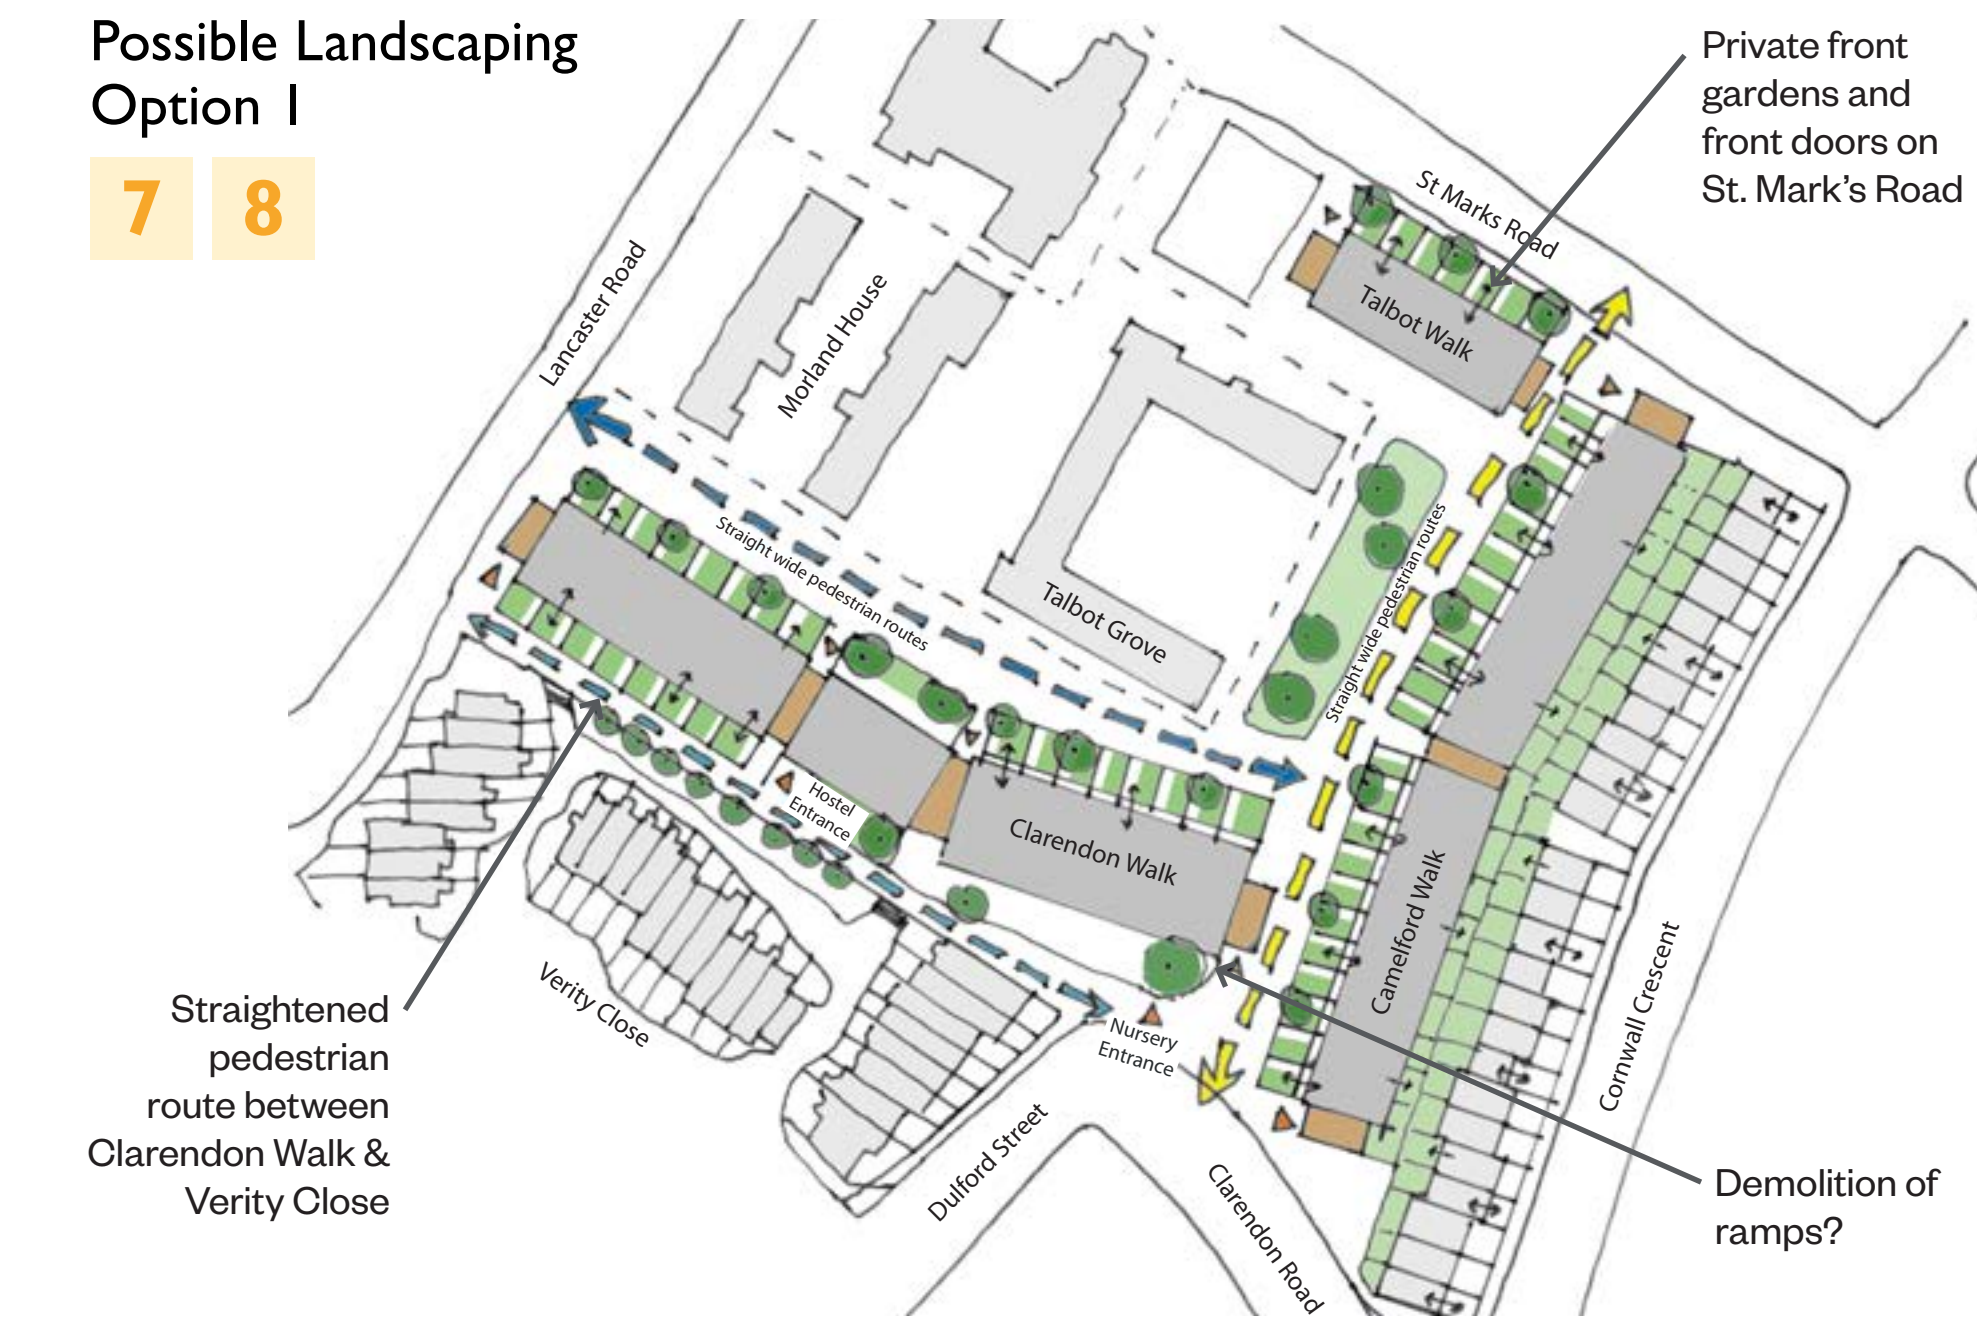 Possible Landscaping
Option 1
7 8
Private front
gardens and
front doors on
St. Mark's Road
St Marks Road
Lancaster Road
Morland House
Talbot Walk
Straight wide pedestrian routes
Straight wide pedestrian routes
Talbot Grove
Hostel
Entrance
Clarendon Walk
Camelford Walk
Cornwall Crescent
Verity Close
Straightened
pedestrian
route between
Clarendon Walk &
Verity Close
Nursery
Entrance
Dulford Street
Clarendon Road
Demolition of
ramps?